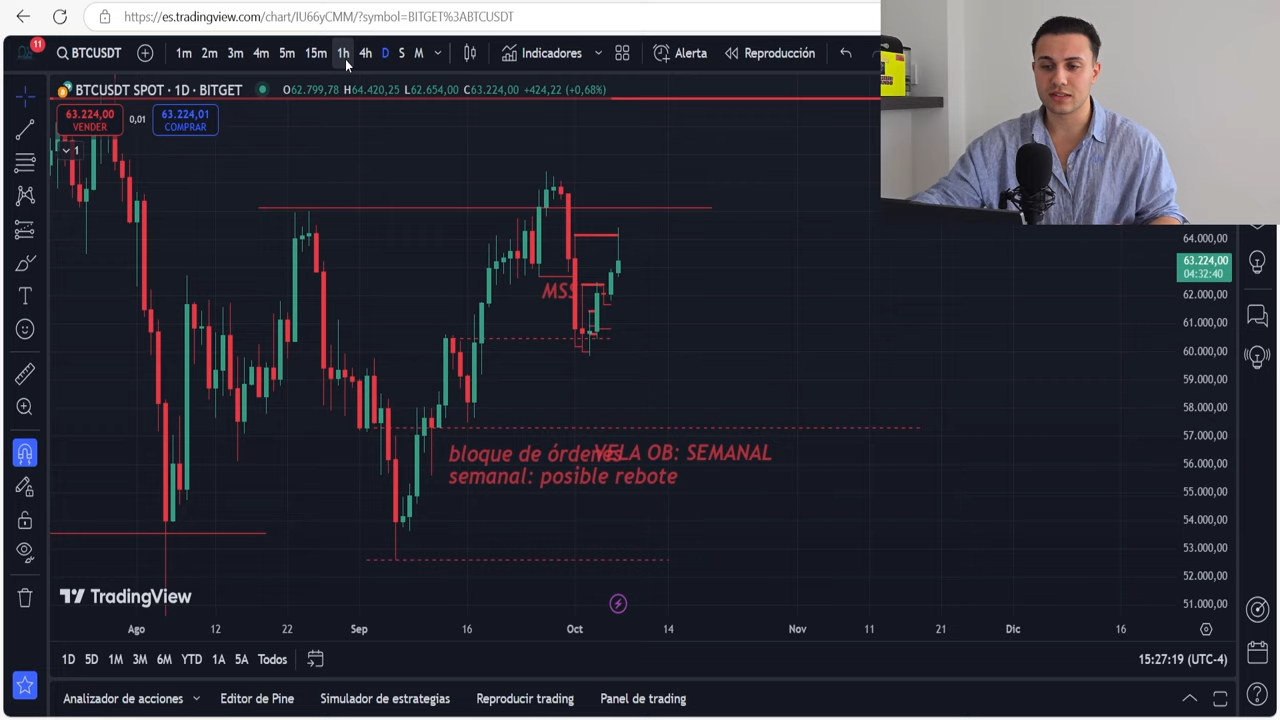 https://es.tradingview.com/chart/IU66yCMM/?symbol=BITGET%3ABTCUSDT
11
BTCUSDT
1m 2m 3m 4m 5m 15m 1h 4h D S M
Indicadores
Alerta
Reproducción
BTCUSDT SPOT · 1D · BITGET
O62.799,78 H64.420,25 L62.654,00 C63.224,00 +424,22 (+0,68%)
63.224,00
VENDER
0,01
63.224,01
COMPRAR
1
64.000,00
63.224,00
04:32:40
62.000,00
61.000,00
60.000,00
59.000,00
58.000,00
57.000,00
56.000,00
55.000,00
54.000,00
53.000,00
52.000,00
51.000,00
MSS
bloque de órdenes
semanal: posible rebote
VELA OB: SEMANAL
TradingView
Ago 12 22 Sep 16 Oct 14 Nov 11 21 Dic 16
1D 5D 1M 3M 6M YTD 1A 5A Todos
15:27:19 (UTC-4)
Analizador de acciones
Editor de Pine
Simulador de estrategias
Reproducir trading
Panel de trading